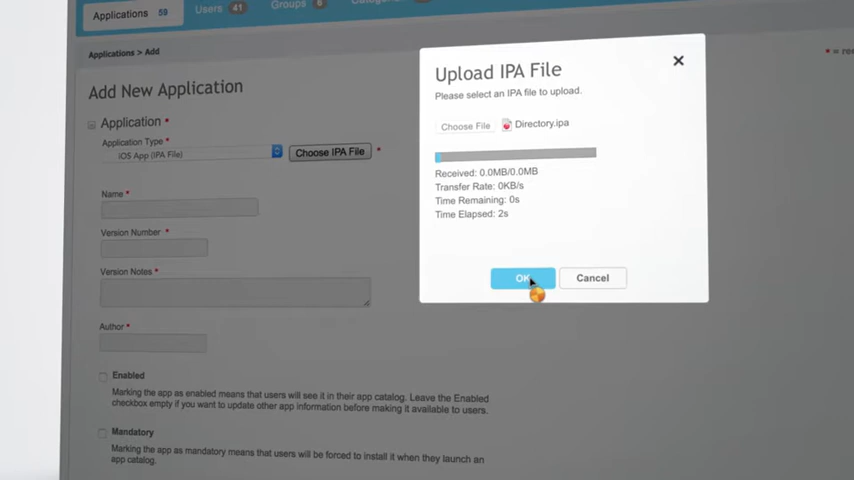 Applications 59 Users 41 Groups 6
Applications > Add
* = re
Add New Application
Application *
Application Type *
iOS App (IPA File)
Choose IPA File *
Name *
Version Number *
Version Notes *
Author *
Enabled
Marking the app as enabled means that users will see it in their app catalog. Leave the Enabled
checkbox empty if you want to update other app information before making it available to users.
Mandatory
Marking the app as mandatory means that users will be forced to install it when they launch an
app catalog.
Upload IPA File
Please select an IPA file to upload.
Choose File Directory.ipa
Received: 0.0MB/0.0MB
Transfer Rate: 0KB/s
Time Remaining: 0s
Time Elapsed: 2s
OK Cancel